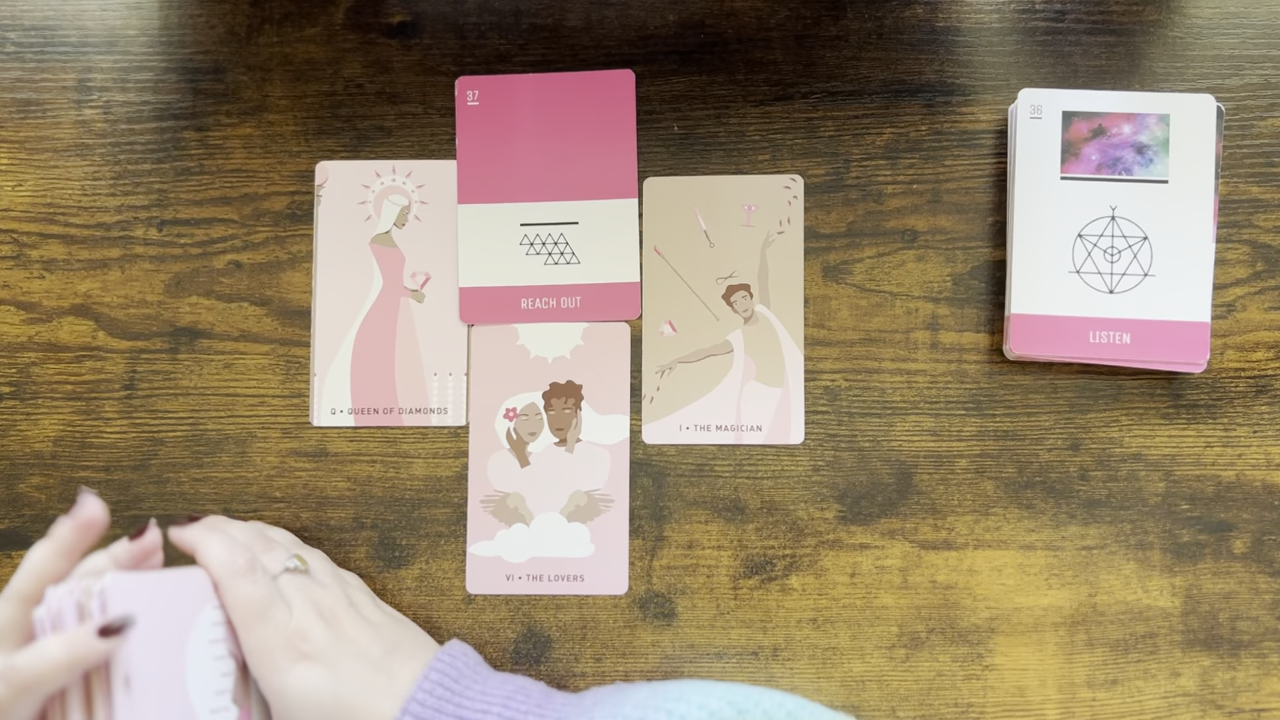 37
REACH OUT
Q • QUEEN OF DIAMONDS
I • THE MAGICIAN
VI • THE LOVERS
36
LISTEN